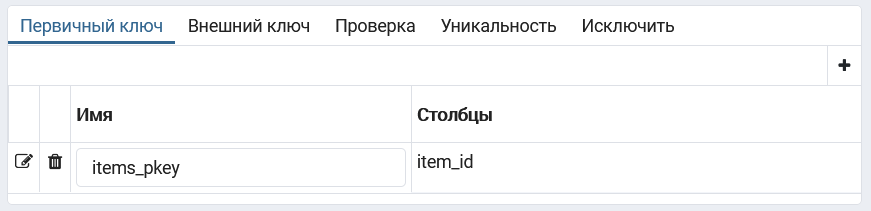 Первичный ключ Внешний ключ Проверка Уникальность Исключить
Имя Столбцы
items_pkey item_id